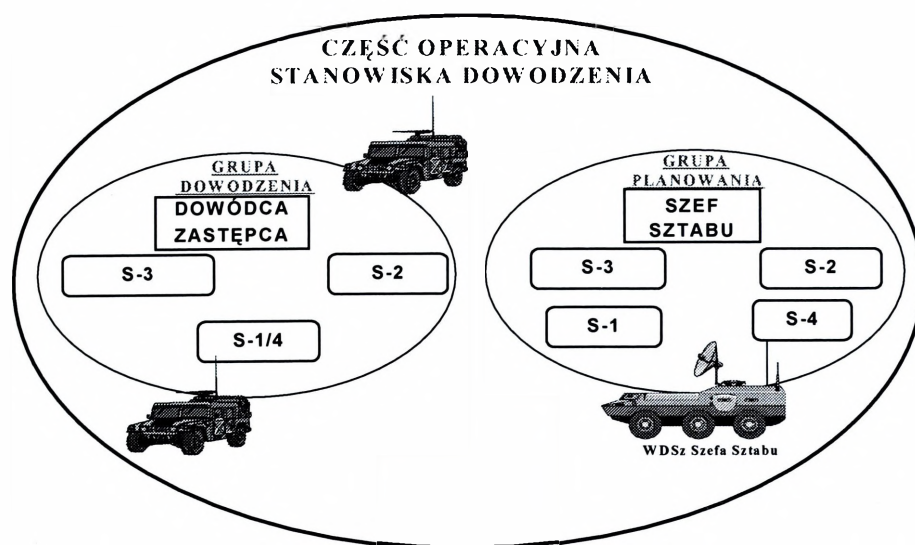 CZĘŚĆ OPERACYJNA
STANOWISKA DOWODZENIA
GRUPA
DOWODZENIA
DOWÓDCA
ZASTĘPCA
S-3
S-2
S-1/4
GRUPA
PLANOWANIA
SZEF
SZTABU
S-3
S-2
S-1
S-4
WDSz Szefa Sztabu